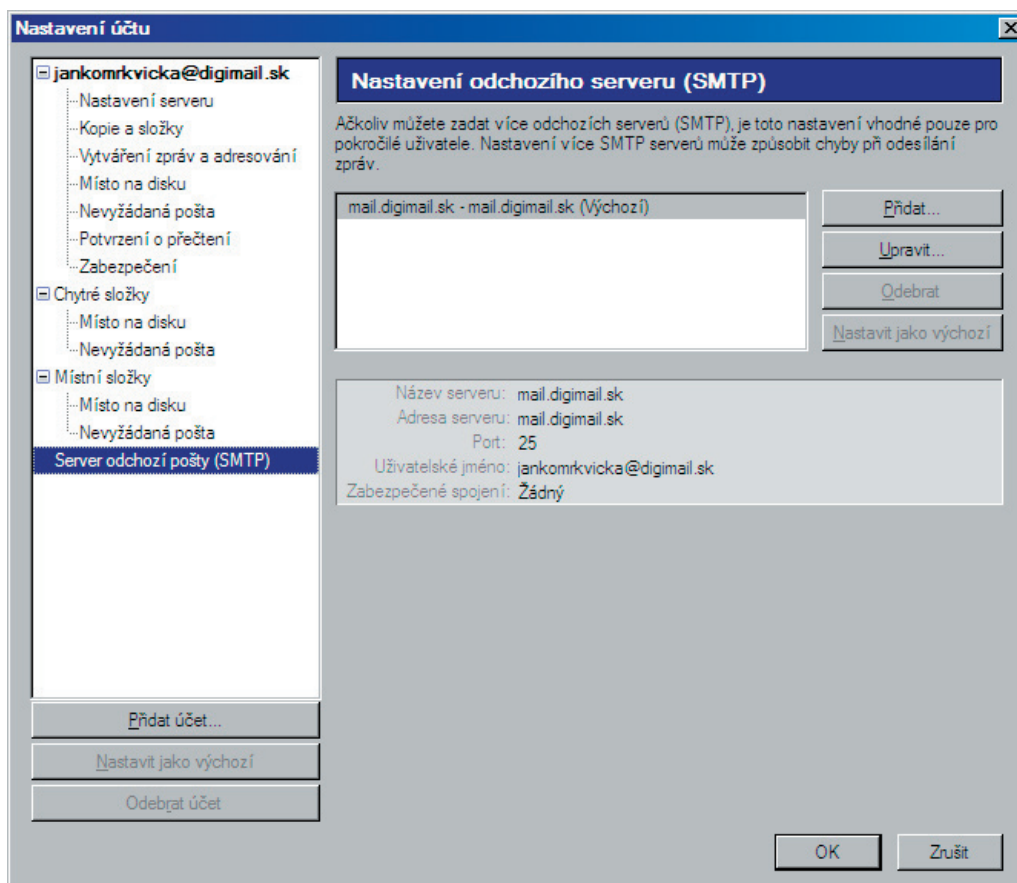 Nastavení účtu
jankomrkvicka@digimail.sk
Nastavení serveru
Kopie a složky
Vytváření zpráv a adresování
Místo na disku
Nevyžádaná pošta
Potvrzení o přečtení
Zabezpečení
Chytré složky
Místo na disku
Nevyžádaná pošta
Místní složky
Místo na disku
Nevyžádaná pošta
Server odchozí pošty (SMTP)
Přidat účet...
Nastavit jako výchozí
Odebrat účet
Nastavení odchozího serveru (SMTP)
Ačkoliv můžete zadat více odchozích serverů (SMTP), je toto nastavení vhodné pouze pro
pokročilé uživatele. Nastavení více SMTP serverů může způsobit chyby při odesílání
zpráv.
mail.digimail.sk - mail.digimail.sk (Výchozí)
Přidat...
Upravit...
Odebrat
Nastavit jako výchozí
Název serveru: mail.digimail.sk
Adresa serveru: mail.digimail.sk
Port: 25
Uživatelské jméno: jankomrkvicka@digimail.sk
Zabezpečené spojení: Žádný
OK
Zrušit